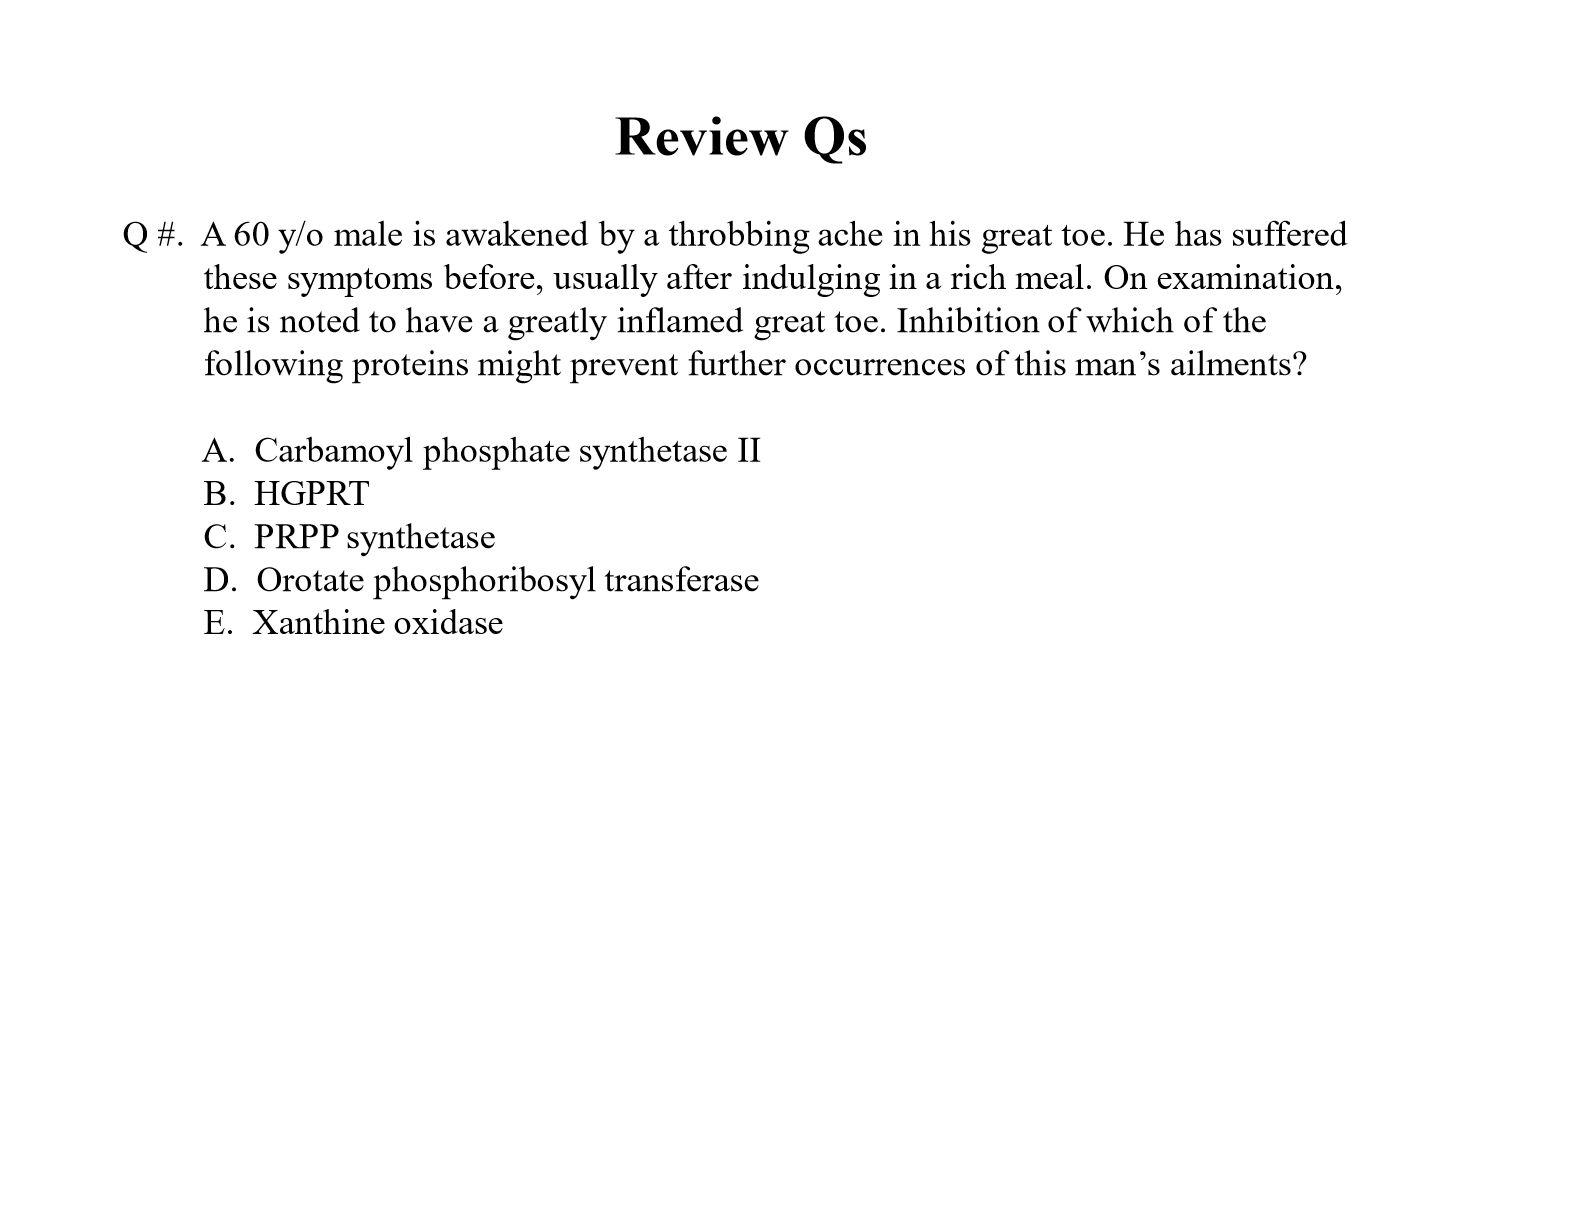 Review Qs
Q #. A 60 y/o male is awakened by a throbbing ache in his great toe. He has suffered
these symptoms before, usually after indulging in a rich meal. On examination,
he is noted to have a greatly inflamed great toe. Inhibition of which of the
following proteins might prevent further occurrences of this man’s ailments?
A. Carbamoyl phosphate synthetase II
B. HGPRT
C. PRPP synthetase
D. Orotate phosphoribosyl transferase
E. Xanthine oxidase